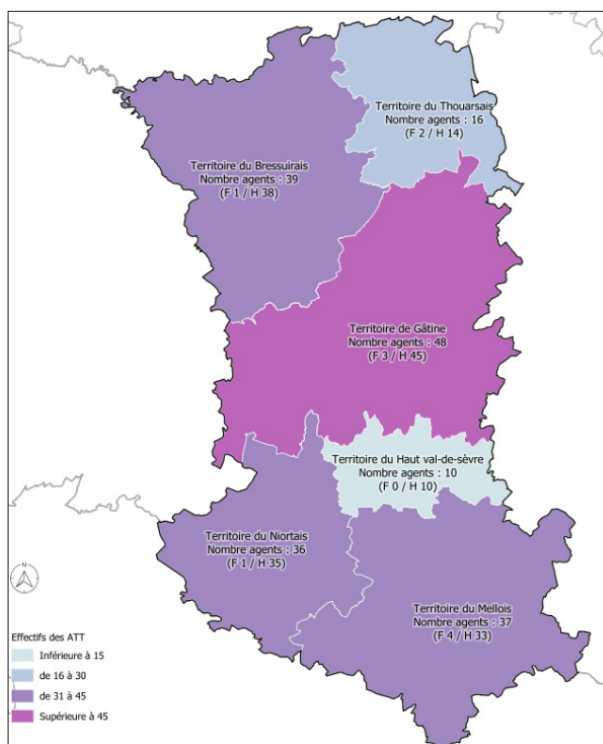 Territoire du Thouarsais
Nombre agents : 16
(F 2 / H 14)
Territoire du Bressuirais
Nombre agents : 39
(F 1 / H 38)
Territoire de Gâtine
Nombre agents : 48
(F 3 / H 45)
Territoire du Haut val-de-sèvre
Nombre agents : 10
(F 0 / H 10)
Territoire du Niortais
Nombre agents : 36
(F 1 / H 35)
Territoire du Mellois
Nombre agents : 37
(F 4 / H 33)
N
Effectifs des ATT
Inférieure à 15
de 16 à 30
de 31 à 45
Supérieure à 45